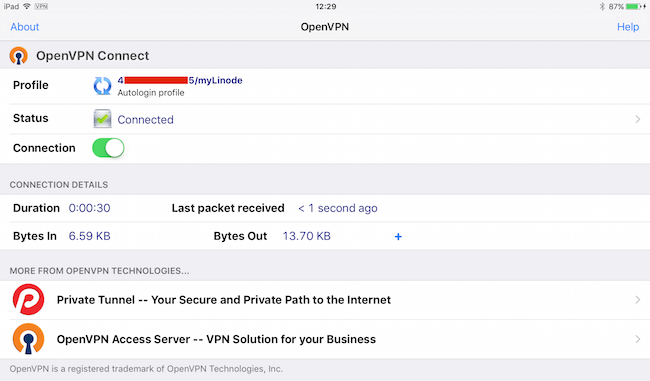 iPad VPN 12:29 87%
About OpenVPN Help
OpenVPN Connect
Profile 4 5/myLinode
Autologin profile
Status Connected
Connection
CONNECTION DETAILS
Duration 0:00:30 Last packet received < 1 second ago
Bytes In 6.59 KB Bytes Out 13.70 KB +
MORE FROM OPENVPN TECHNOLOGIES...
Private Tunnel -- Your Secure and Private Path to the Internet
OpenVPN Access Server -- VPN Solution for your Business
OpenVPN is a registered trademark of OpenVPN Technologies, Inc.